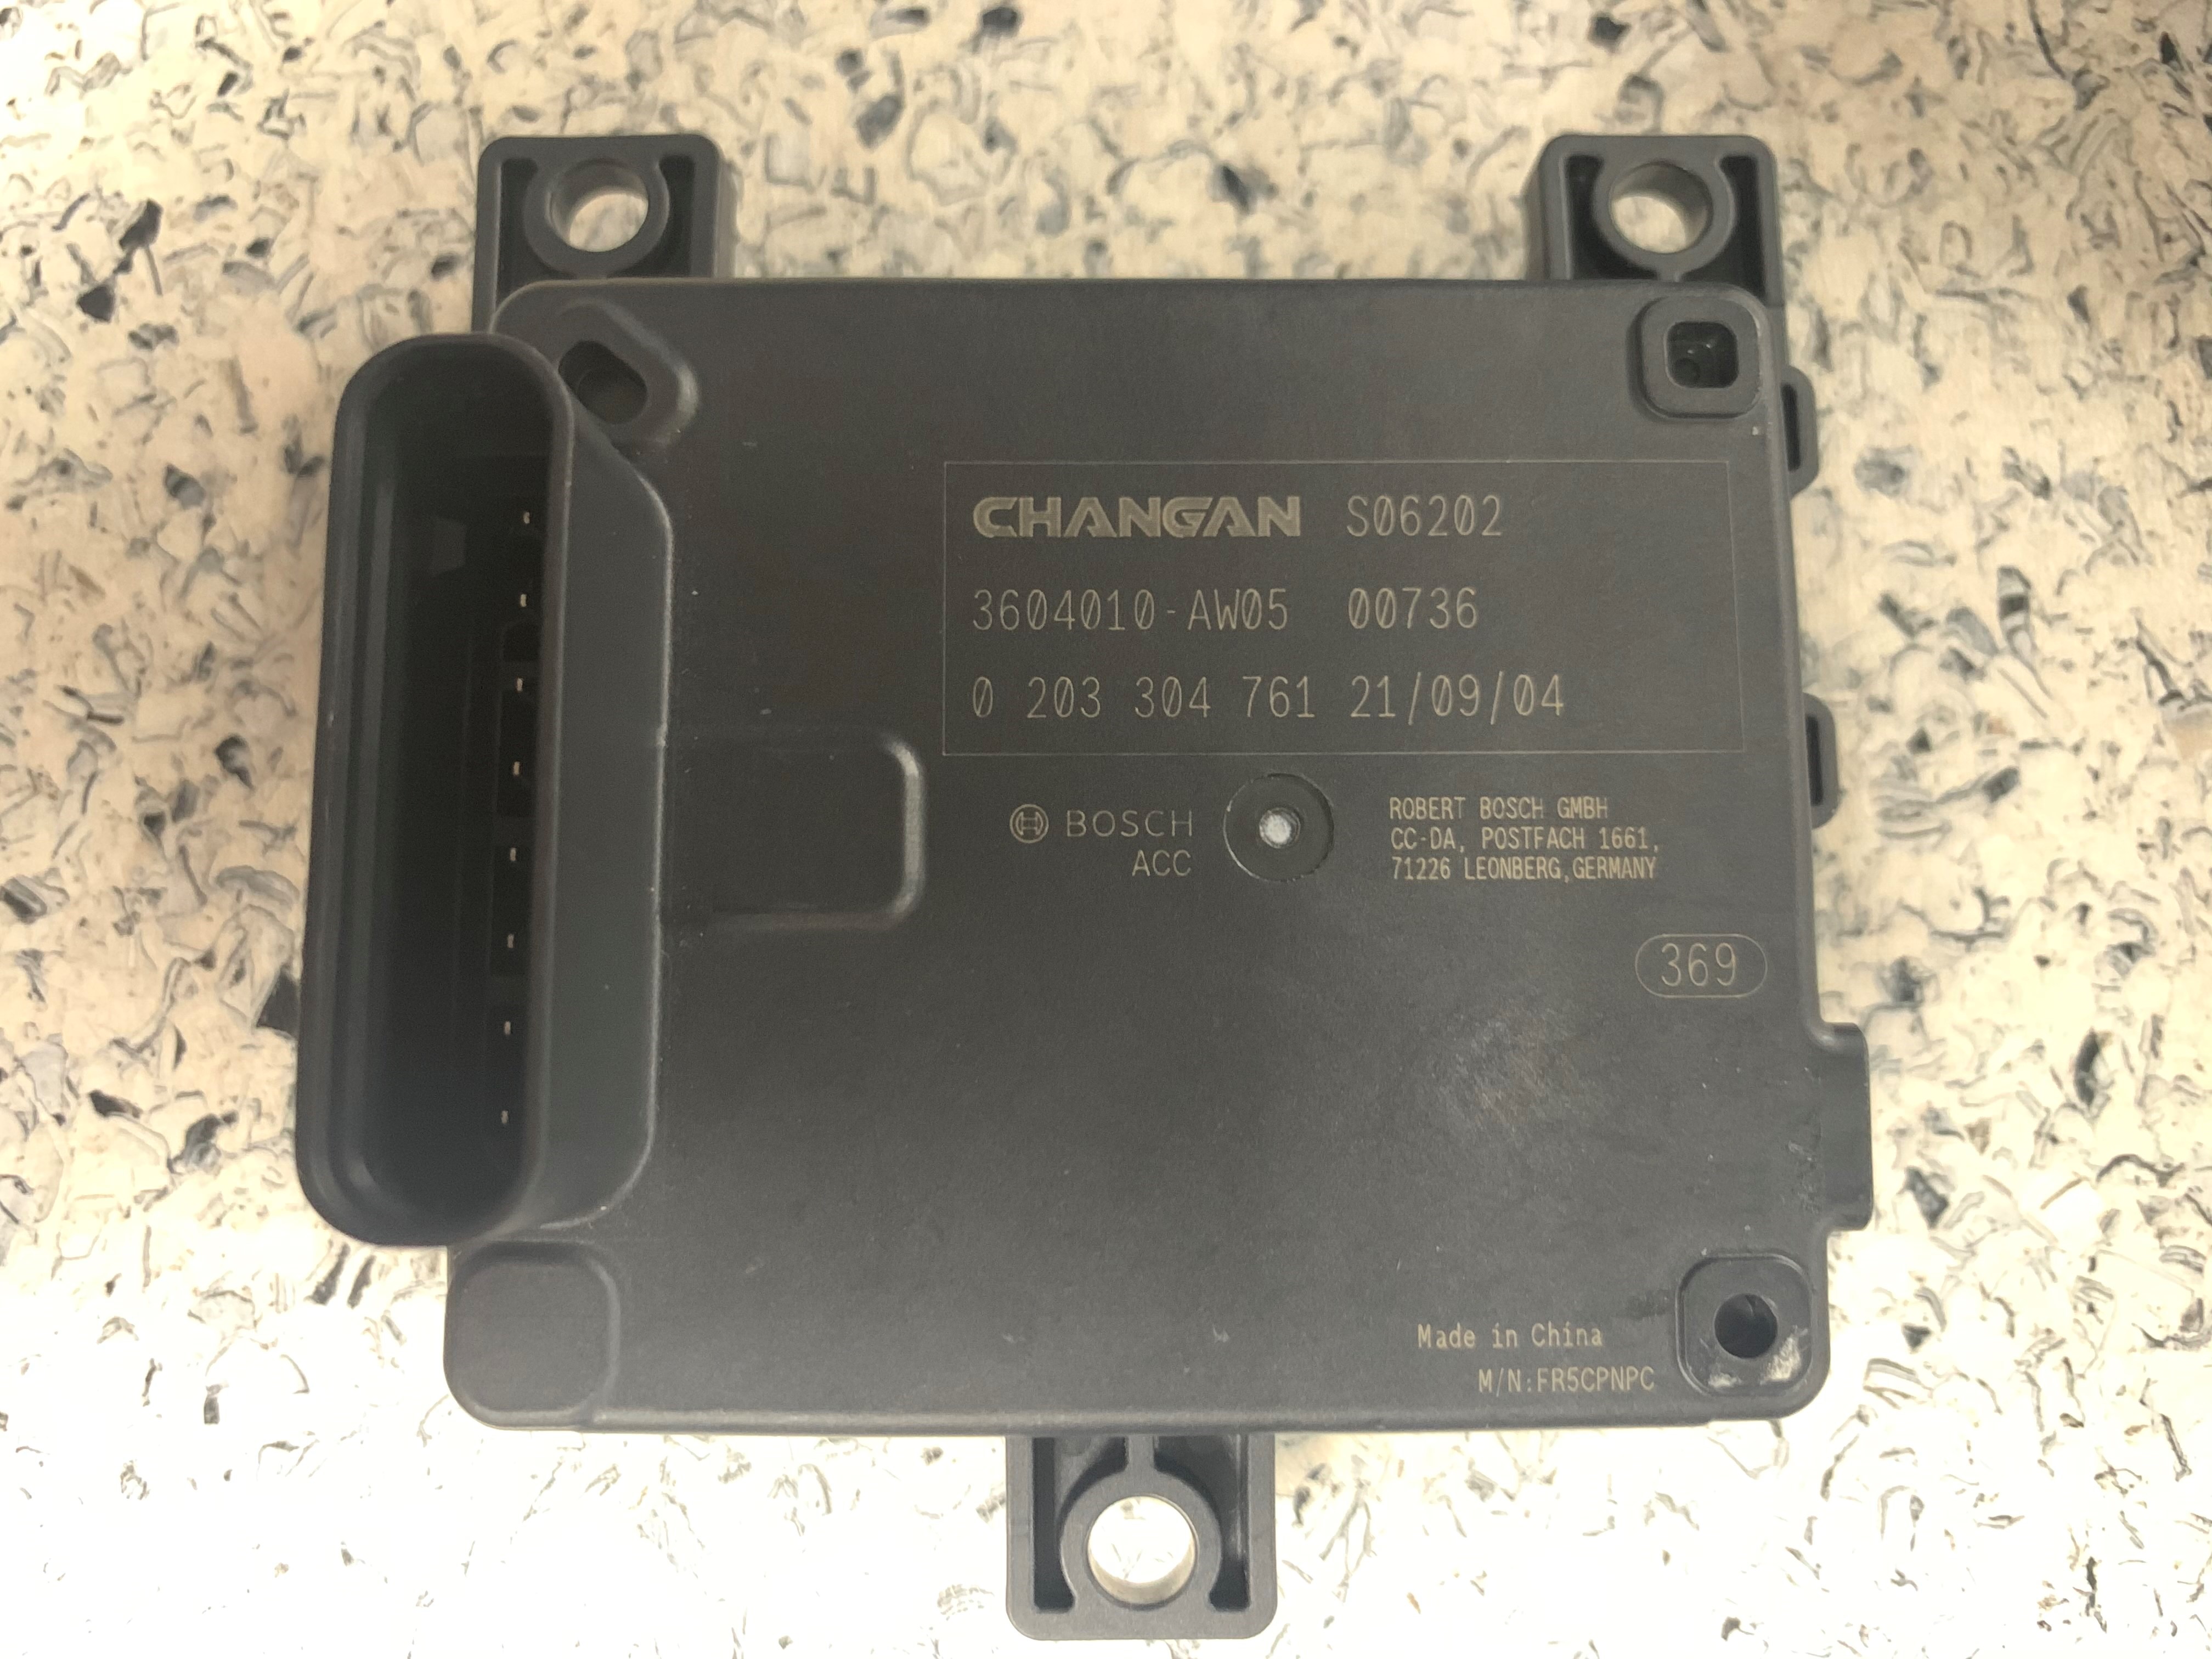 CHANGAN S06202
3604010-AW05 00736
0 203 304 761 21/09/04
BOSCH
ACC
ROBERT BOSCH GMBH
CC-DA, POSTFACH 1661,
71226 LEONBERG,GERMANY
369
Made in China
M/N:FR5CPNPC